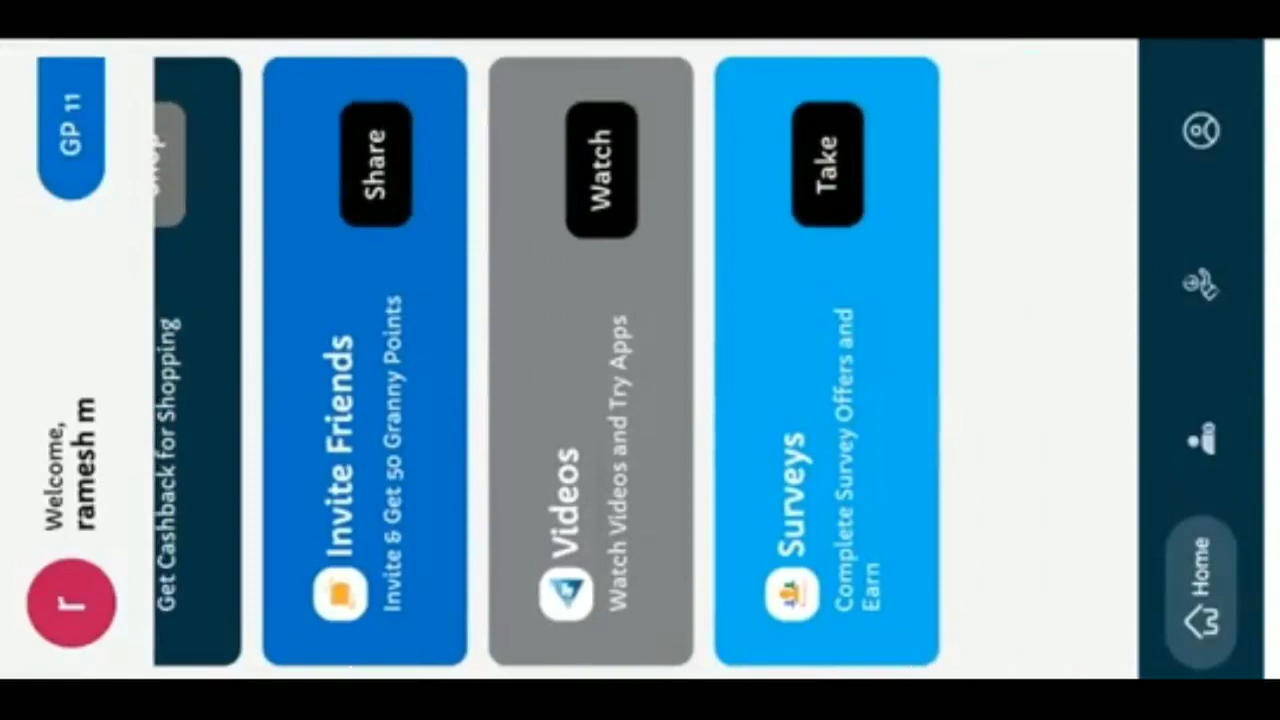 r
Welcome,
ramesh m
GP 11
Get Cashback for Shopping
Invite Friends
Invite & Get 50 Granny Points
Share
Videos
Watch Videos and Try Apps
Watch
Surveys
Complete Survey Offers and
Earn
Take
Home